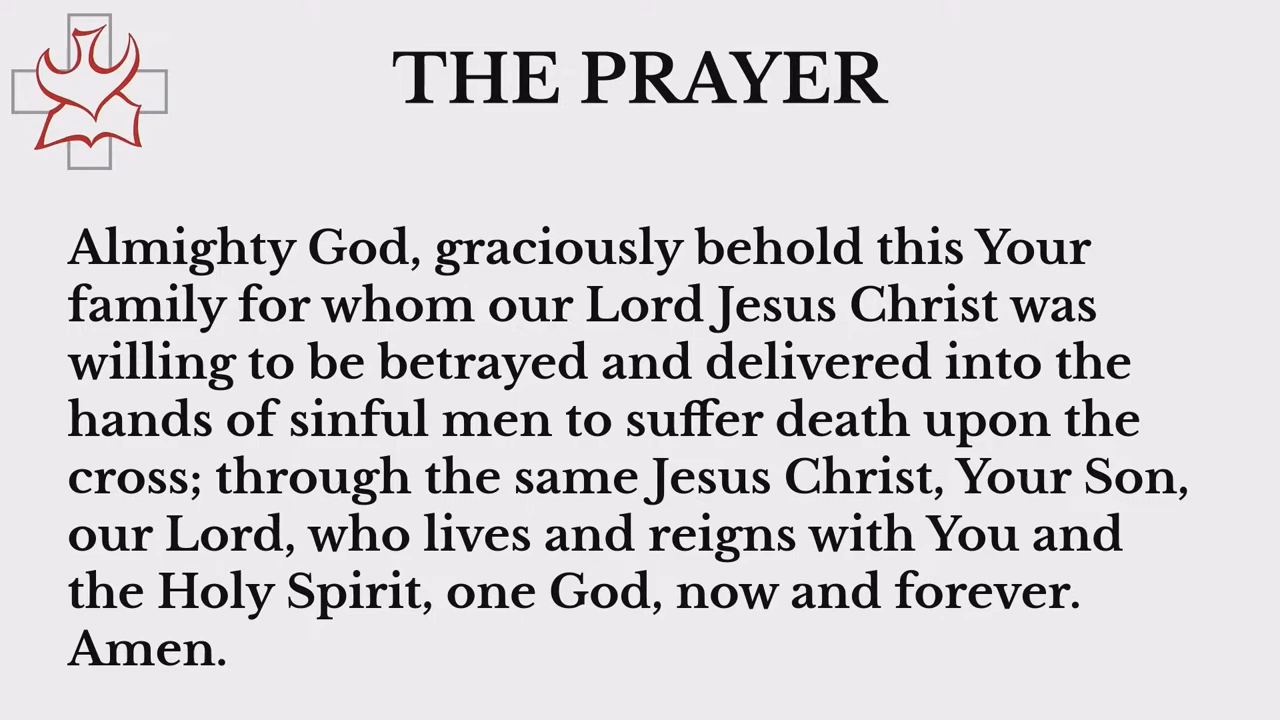 THE PRAYER
Almighty God, graciously behold this Your
family for whom our Lord Jesus Christ was
willing to be betrayed and delivered into the
hands of sinful men to suffer death upon the
cross; through the same Jesus Christ, Your Son,
our Lord, who lives and reigns with You and
the Holy Spirit, one God, now and forever.
Amen.